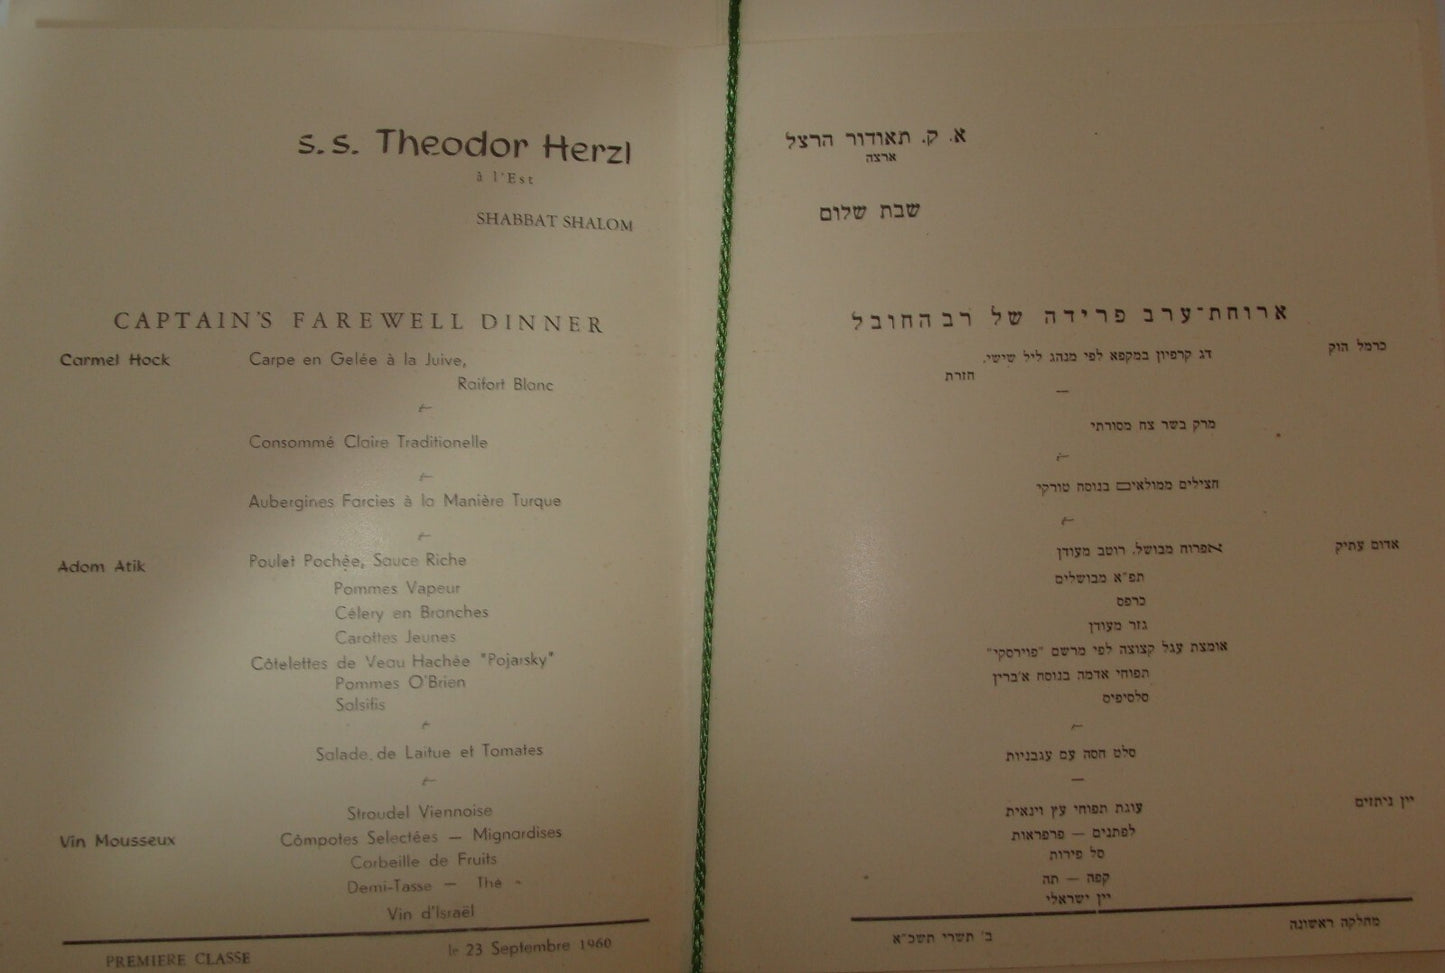 s.s. Theodor Herzl
à l'Est
SHABBAT SHALOM
CAPTAIN'S FAREWELL DINNER
Carmel Hock Carpe en Gelée à la Juive,
Raifort Blanc
Consommé Claire Traditionelle
Aubergines Farcies à la Manière Turque
Adom Atik Poulet Pochée, Sauce Riche
Pommes Vapeur
Célery en Branches
Carottes Jeunes
Côtelettes de Veau Hachée "Pojarsky"
Pommes O'Brien
Salsifis
Salade de Laitue et Tomates
Stroudel Viennoise
Vin Mousseux Cômpotes Selectées — Mignardises
Corbeille de Fruits
Demi-Tasse — Thé -
Vin d'Israël
PREMIERE CLASSE le 23 Septembre 1960
א. ק. תאודור הרצל
ארצה
שבת שלום
ארוחת־ערב פרידה של רב החובל
כרמל הוק דג קרפיון במקפא לפי מנהג ליל שישי,
חזרת
—
מרק בשר צח מסורתי
חצילים ממולאים בנוסח טורקי
אדום עתיק אפרוח מבושל, רוטב מעודן
תפ״א מבושלים
כרפס
גזר מעודן
אומצת עגל קצוצה לפי מרשם "פוירסקי"
תפוחי אדמה בנוסח א׳ברין
סלסיפיס
סלט חסה עם עגבניות
—
יין ניתזים עוגת תפוחי עץ וינאית
לפתנים — פרפראות
סל פירות
קפה — תה
יין ישראלי
מחלקה ראשונה ב׳ תשרי תשכ״א